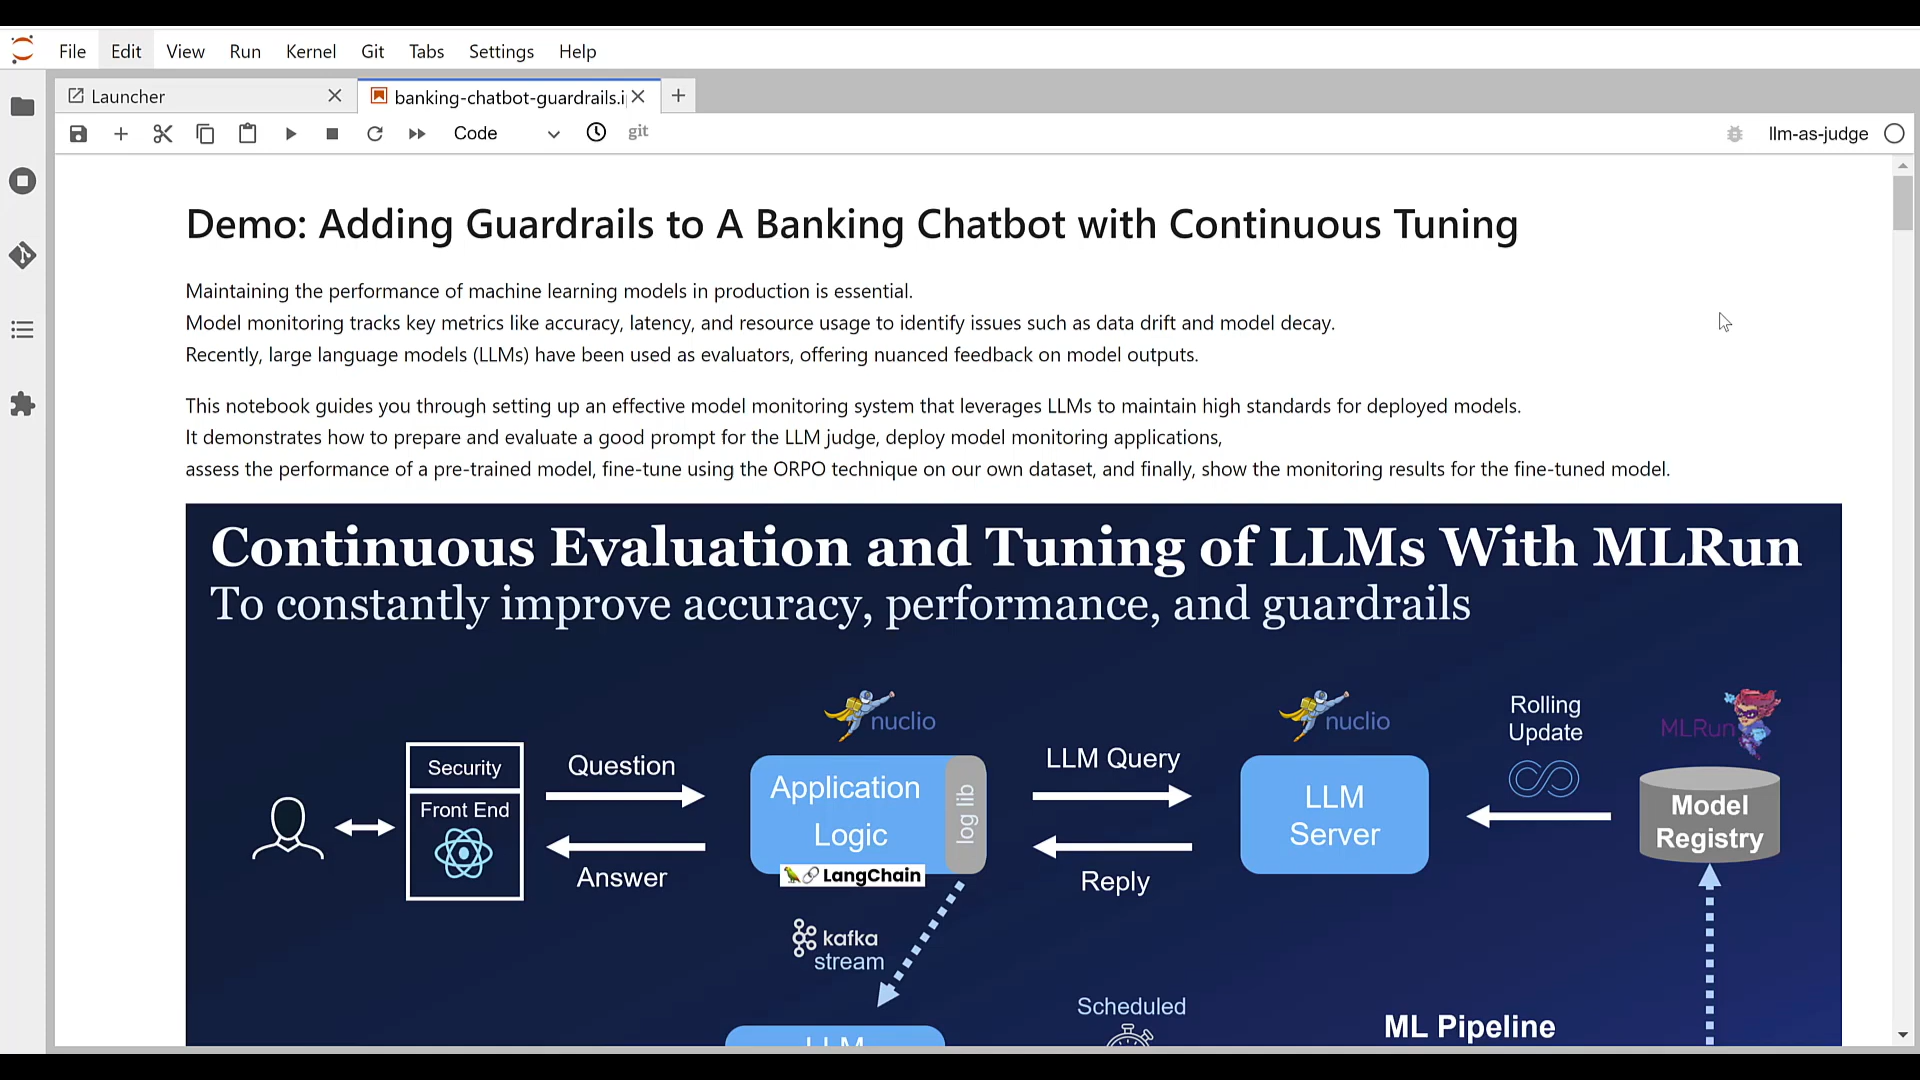 File Edit View Run Kernel Git Tabs Settings Help
Launcher
banking-chatbot-guardrails.i
Code
git
llm-as-judge
Demo: Adding Guardrails to A Banking Chatbot with Continuous Tuning
Maintaining the performance of machine learning models in production is essential.
Model monitoring tracks key metrics like accuracy, latency, and resource usage to identify issues such as data drift and model decay.
Recently, large language models (LLMs) have been used as evaluators, offering nuanced feedback on model outputs.
This notebook guides you through setting up an effective model monitoring system that leverages LLMs to maintain high standards for deployed models.
It demonstrates how to prepare and evaluate a good prompt for the LLM judge, deploy model monitoring applications,
assess the performance of a pre-trained model, fine-tune using the ORPO technique on our own dataset, and finally, show the monitoring results for the fine-tuned model.
Continuous Evaluation and Tuning of LLMs With MLRun
To constantly improve accuracy, performance, and guardrails
Security
Front End
Question
Answer
nuclio
Application
Logic
log lib
LangChain
LLM Query
Reply
nuclio
LLM
Server
Rolling
Update
MLRun
Model
Registry
kafka
stream
Scheduled
ML Pipeline
LLM